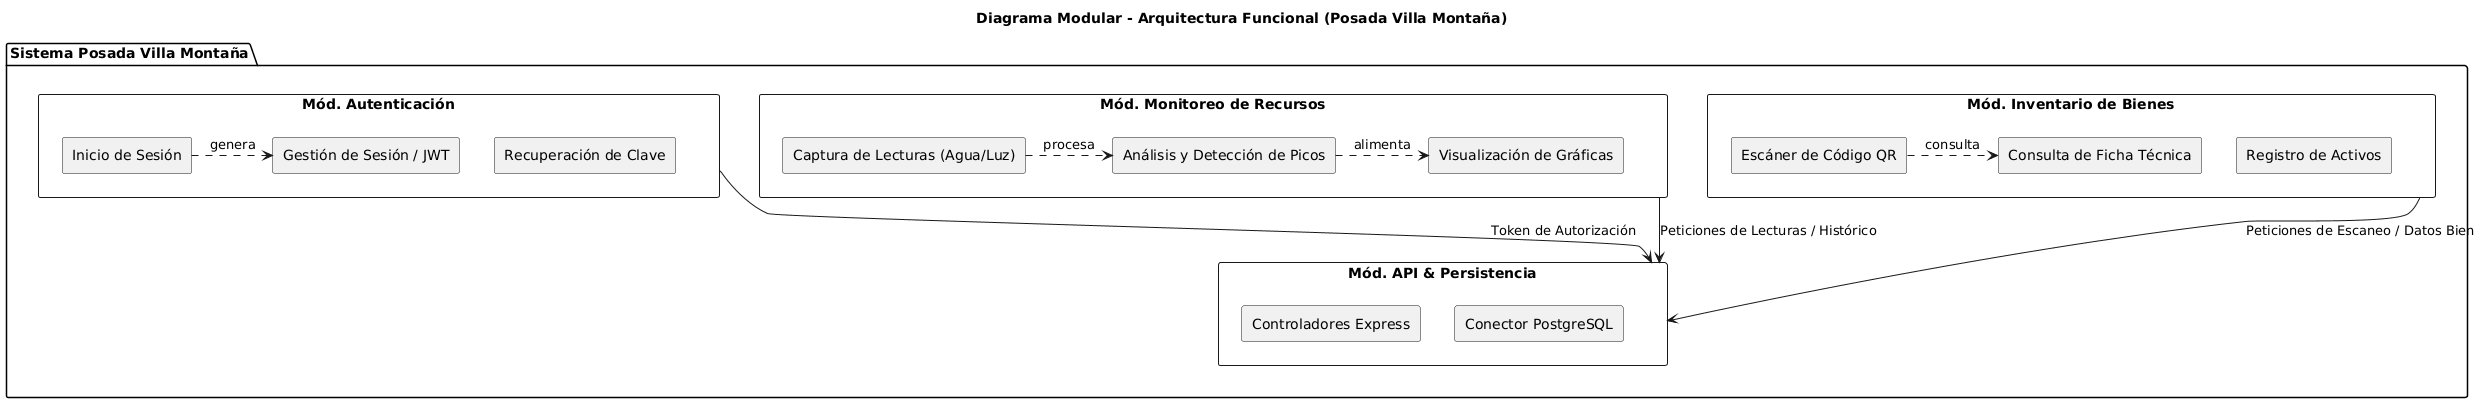 Diagrama Modular - Arquitectura Funcional (Posada Villa Montaña)
Sistema Posada Villa Montaña
Mód. Autenticación
Inicio de Sesión
genera
Gestión de Sesión / JWT
Recuperación de Clave
Mód. Monitoreo de Recursos
Captura de Lecturas (Agua/Luz)
procesa
Análisis y Detección de Picos
alimenta
Visualización de Gráficas
Mód. Inventario de Bienes
Escáner de Código QR
consulta
Consulta de Ficha Técnica
Registro de Activos
Token de Autorización
Peticiones de Lecturas / Histórico
Peticiones de Escaneo / Datos Bien
Mód. API & Persistencia
Controladores Express
Conector PostgreSQL